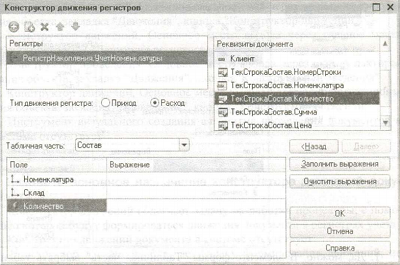 Конструктор движения регистров
Регистры
РегистрНакопления.УчетНоменклатуры
Тип движения регистра:
Приход
Расход
Реквизиты документа
Клиент
ТекСтрокаСостав.НомерСтроки
ТекСтрокаСостав.Номенклатура
ТекСтрокаСостав.Количество
ТекСтрокаСостав.Сумма
ТекСтрокаСостав.Цена
Табличная часть:
Состав
<Назад
Далее>
Поле
Выражение
Номенклатура
Склад
Количество
Заполнить выражения
Очистить выражения
ОК
Отмена
Справка